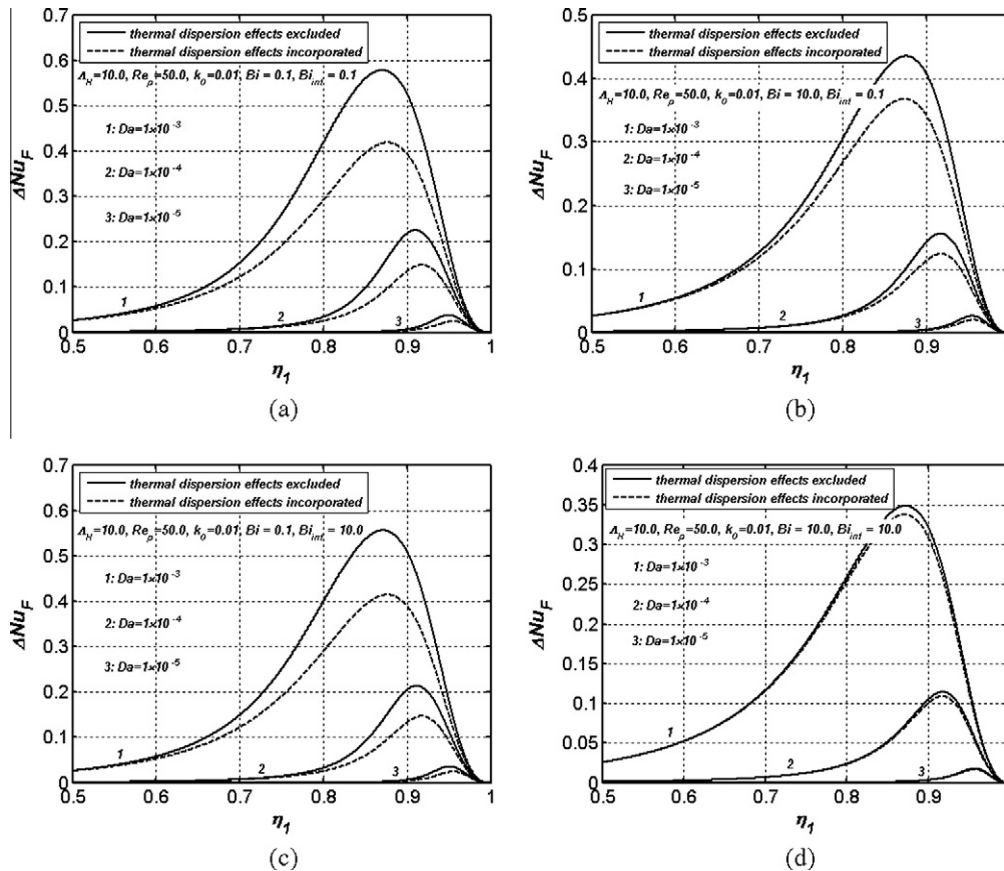 0.7
thermal dispersion effects excluded
thermal dispersion effects incorporated
0.6
Λ_H=10.0, Re_p=50.0, k_o=0.01, Bi = 0.1, Bi_int = 0.1
0.5
1: Da=1×10^-3
0.4
2: Da=1×10^-4
0.3
3: Da=1×10^-5
0.2
0.1
0
ΔNu_F
1
2
3
0.5 0.6 0.7 0.8 0.9 1
η_1
(a)
0.5
thermal dispersion effects excluded
thermal dispersion effects incorporated
0.4
Λ_H=10.0, Re_p=50.0, k_o=0.01, Bi = 10.0, Bi_int = 0.1
1: Da=1×10^-3
0.3
2: Da=1×10^-4
3: Da=1×10^-5
0.2
0.1
0
ΔNu_F
1
2
3
0.5 0.6 0.7 0.8 0.9
η_1
(b)
0.7
thermal dispersion effects excluded
thermal dispersion effects incorporated
0.6
Λ_H=10.0, Re_p=50.0, k_o=0.01, Bi = 0.1, Bi_int = 10.0
0.5
1: Da=1×10^-3
0.4
2: Da=1×10^-4
0.3
3: Da=1×10^-5
0.2
0.1
0
ΔNu_F
1
2
3
0.5 0.6 0.7 0.8 0.9 1
η_1
(c)
0.4
thermal dispersion effects excluded
thermal dispersion effects incorporated
0.35
Λ_H=10.0, Re_p=50.0, k_o=0.01, Bi = 10.0, Bi_int = 10.0
0.3
1: Da=1×10^-3
0.25
2: Da=1×10^-4
0.2
3: Da=1×10^-5
0.15
0.1
0.05
0
ΔNu_F
1
2
3
0.5 0.6 0.7 0.8 0.9
η_1
(d)